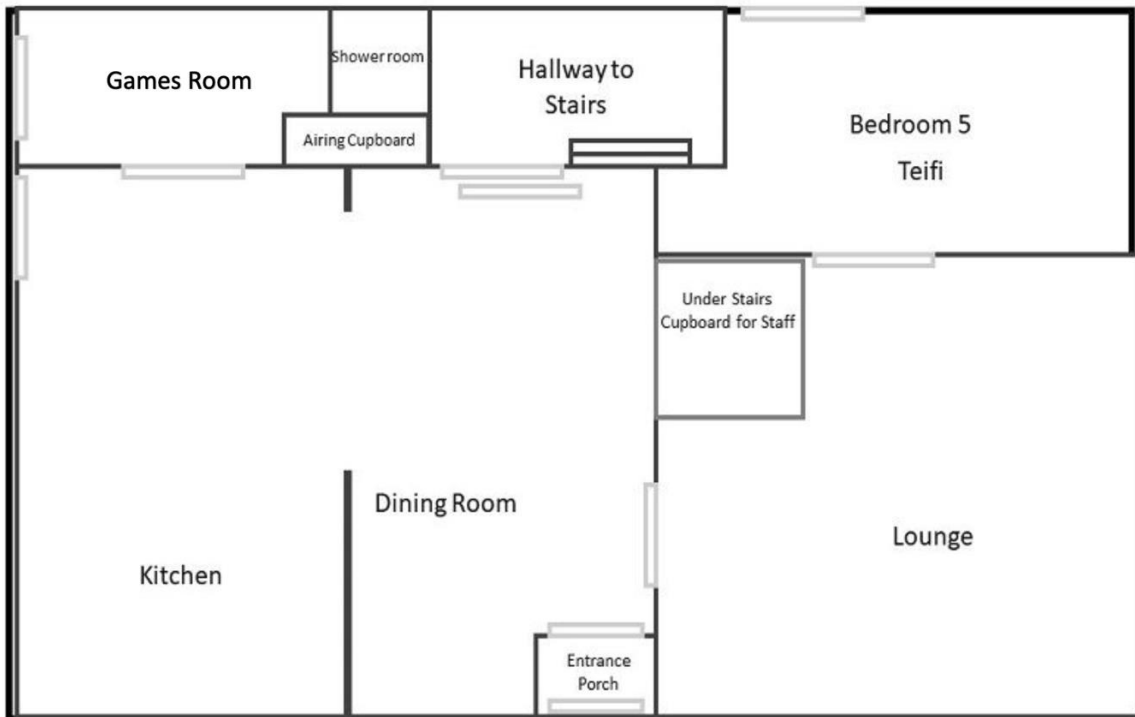 Games Room
Shower room
Airing Cupboard
Hallway to
Stairs
Bedroom 5
Teifi
Under Stairs
Cupboard for Staff
Dining Room
Kitchen
Lounge
Entrance
Porch